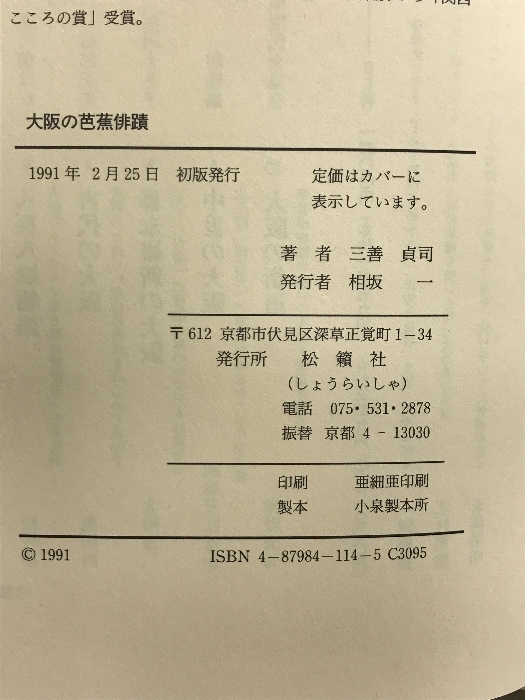 こころの賞」受賞。
大阪の芭蕉俳蹟
1991年 2月25日 初版発行
定価はカバーに
表示しています。
著 者 三善 貞司
発行者 相坂 一
〒612 京都市伏見区深草正覚町1−34
発行所 松籟社
(しょうらいしゃ)
電話 075・531・2878
振替 京都 4 - 13030
印刷 亜細亜印刷
製本 小泉製本所
© 1991
ISBN 4−87984−114−5 C3095